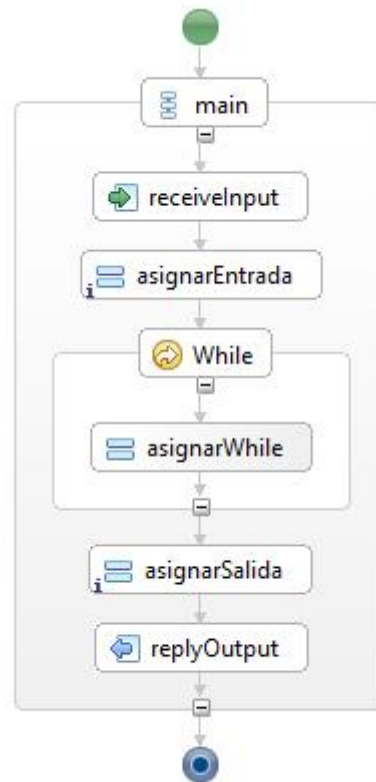 main
receiveInput
i asignarEntrada
While
asignarWhile
i asignarSalida
replyOutput